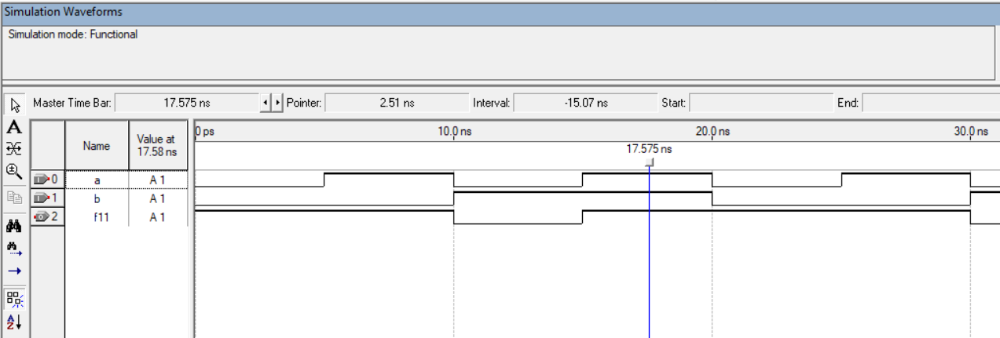 Simulation Waveforms
Simulation mode: Functional
Master Time Bar: 17.575 ns Pointer: 2.51 ns Interval: -15.07 ns Start: End:
Name Value at 17.58 ns 0 ps 10.0 ns 20.0 ns 30.0 ns
17.575 ns
0 a A 1
1 b A 1
2 f11 A 1
A
A
Z